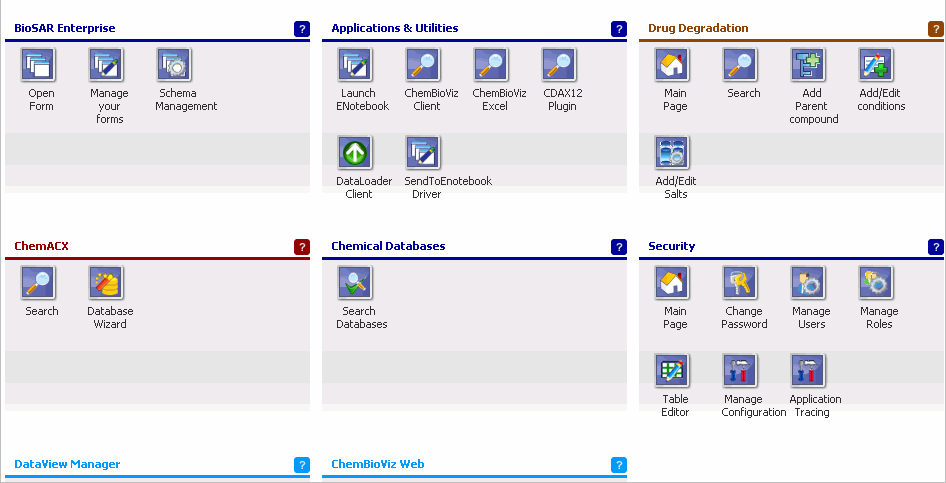 BioSAR Enterprise ?
Open
Form
Manage
your
forms
Schema
Management
Applications & Utilities ?
Launch
ENotebook
ChemBioViz
Client
ChemBioViz
Excel
CDAX12
Plugin
DataLoader
Client
SendToEnotebook
Driver
Drug Degradation ?
Main
Page
Search
Add
Parent
compound
Add/Edit
conditions
Add/Edit
Salts
ChemACX ?
Search
Database
Wizard
Chemical Databases ?
Search
Databases
Security ?
Main
Page
Change
Password
Manage
Users
Manage
Roles
Table
Editor
Manage
Configuration
Application
Tracing
DataView Manager ?
ChemBioViz Web ?